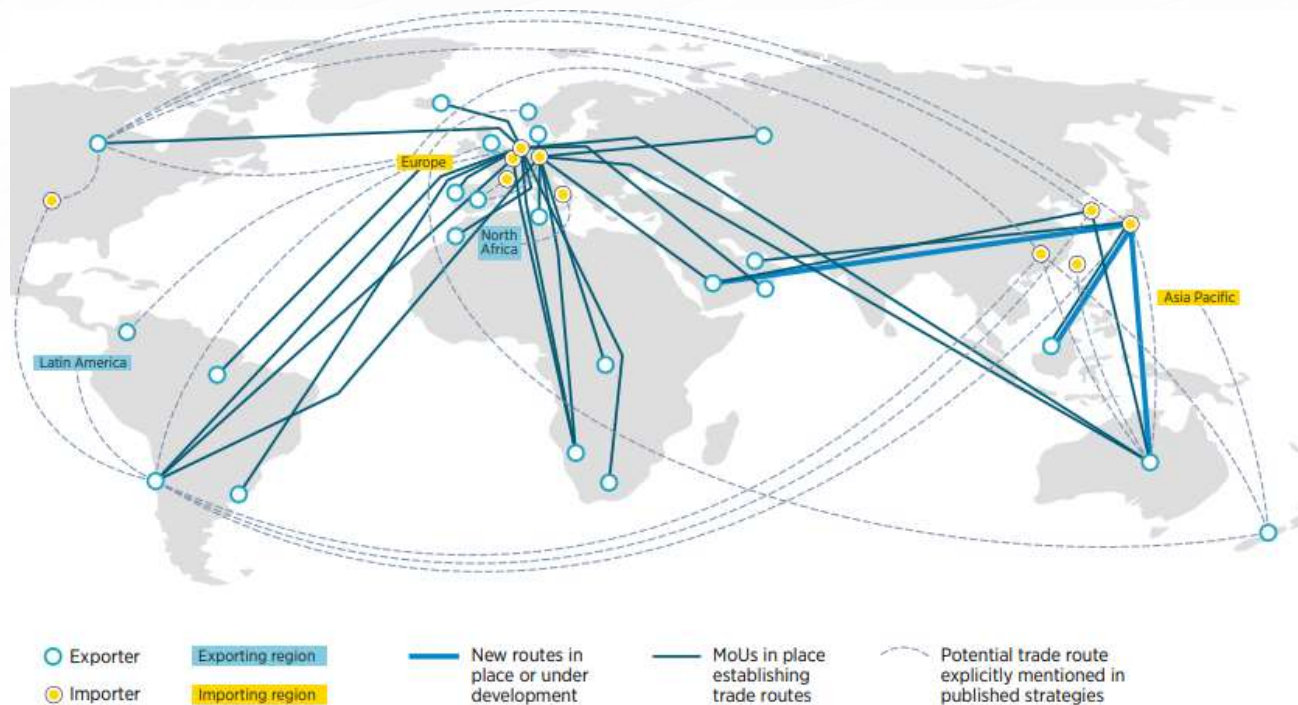 Europe
North
Africa
Asia Pacific
Latin America
Exporter
Exporting region
New routes in
place or under
development
MoUs in place
establishing
trade routes
Potential trade route
explicitly mentioned in
published strategies
Importer
Importing region